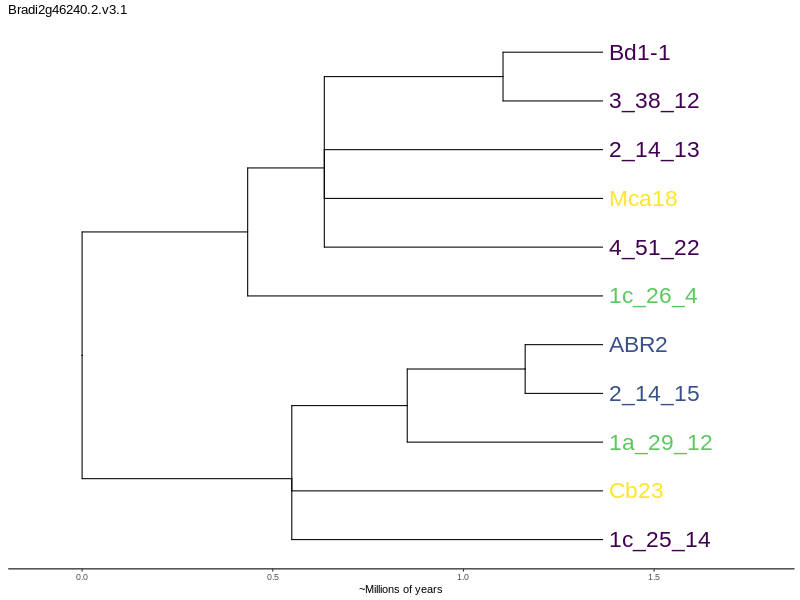 Bradi2g46240.2.v3.1
Bd1-1
3_38_12
2_14_13
Mca18
4_51_22
1c_26_4
ABR2
2_14_15
1a_29_12
Cb23
1c_25_14
0.0 0.5 1.0 1.5
~Millions of years